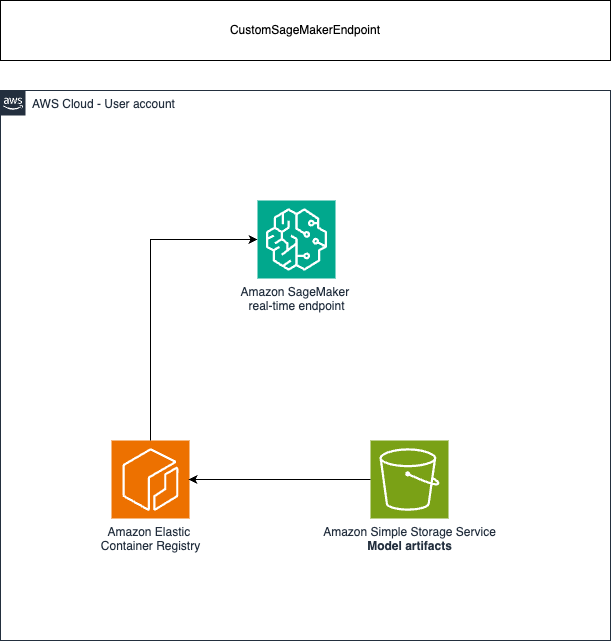 CustomSageMakerEndpoint
aws
AWS Cloud - User account
Amazon SageMaker
real-time endpoint
Amazon Elastic
Container Registry
Amazon Simple Storage Service
Model artifacts